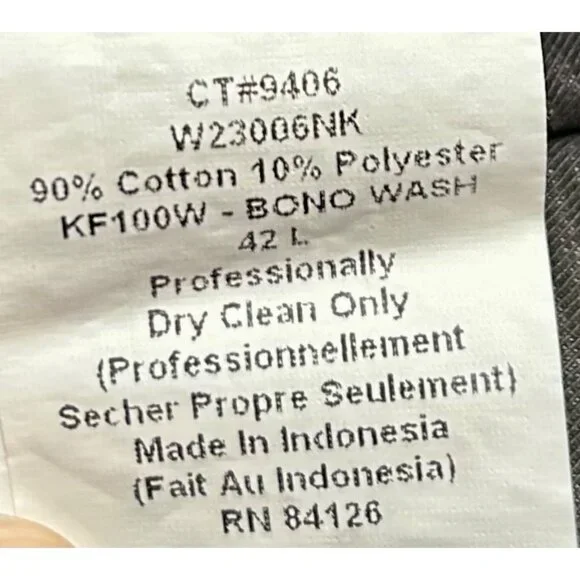 CT#9406
W23006NK
90% Cotton 10% Polyester
KF100W - BONO WASH
42 L
Professionally
Dry Clean Only
(Professionnellement
Secher Propre Seulement)
Made In Indonesia
(Fait Au Indonesia)
RN 84126